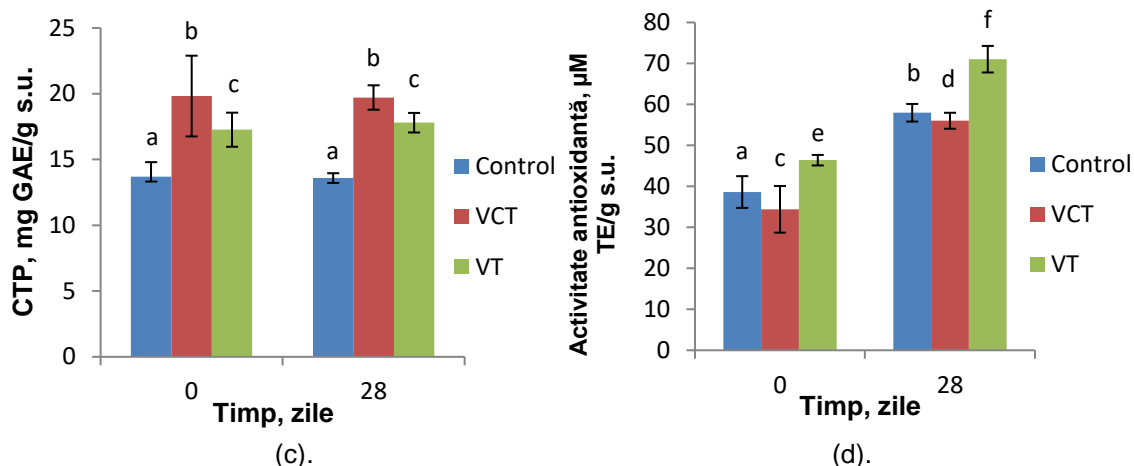 CTP, mg GAE/g s.u.
25
20
15
10
5
0
a
b
c
a
b
c
0
28
Timp, zile
Control
VCT
VT
(c).
Activitate antioxidantă, µM
TE/g s.u.
80
70
60
50
40
30
20
10
0
a
c
e
b
d
f
0
28
Timp, zile
Control
VCT
VT
(d).